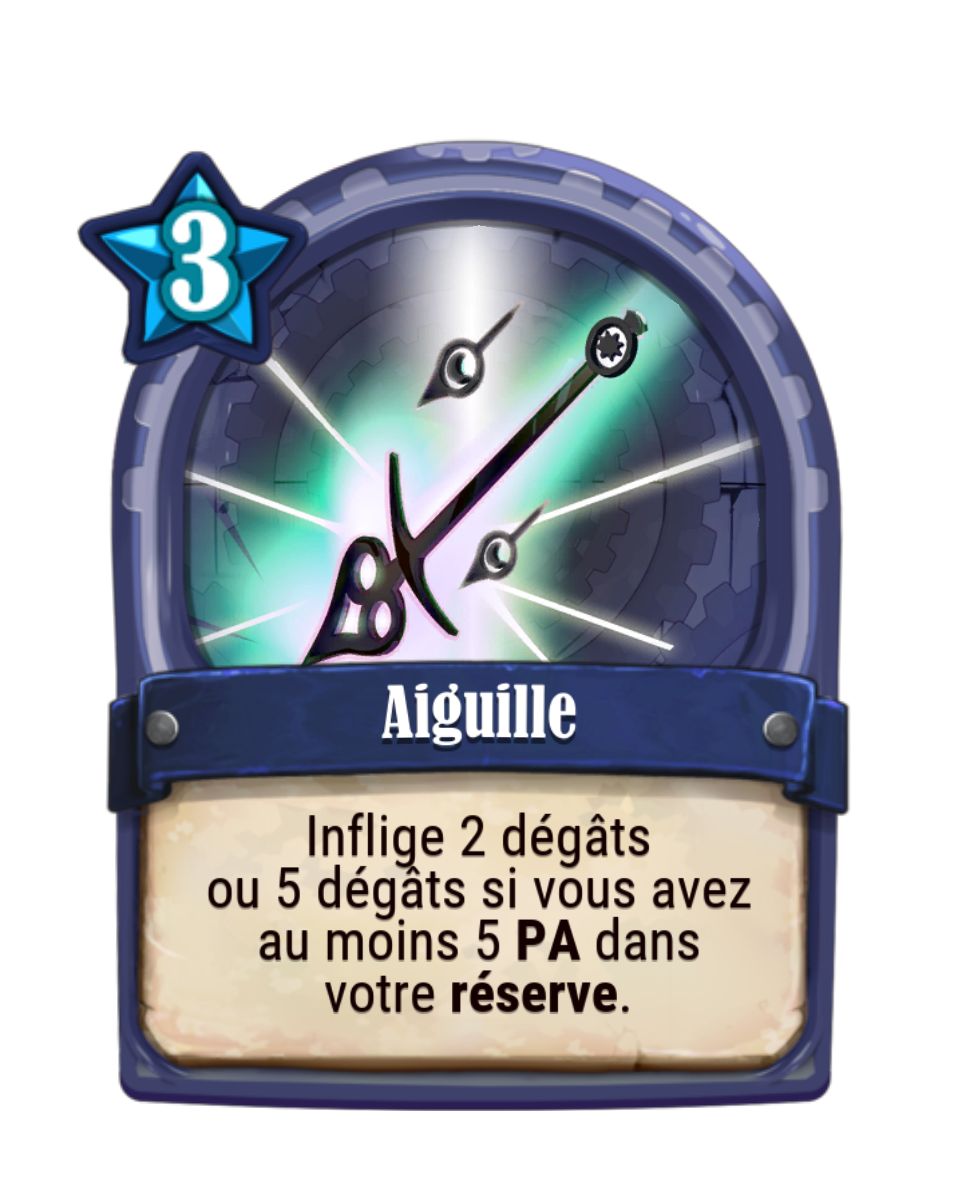 3
Aiguille
Inflige 2 dégâts
ou 5 dégâts si vous avez
au moins 5 PA dans
votre réserve.